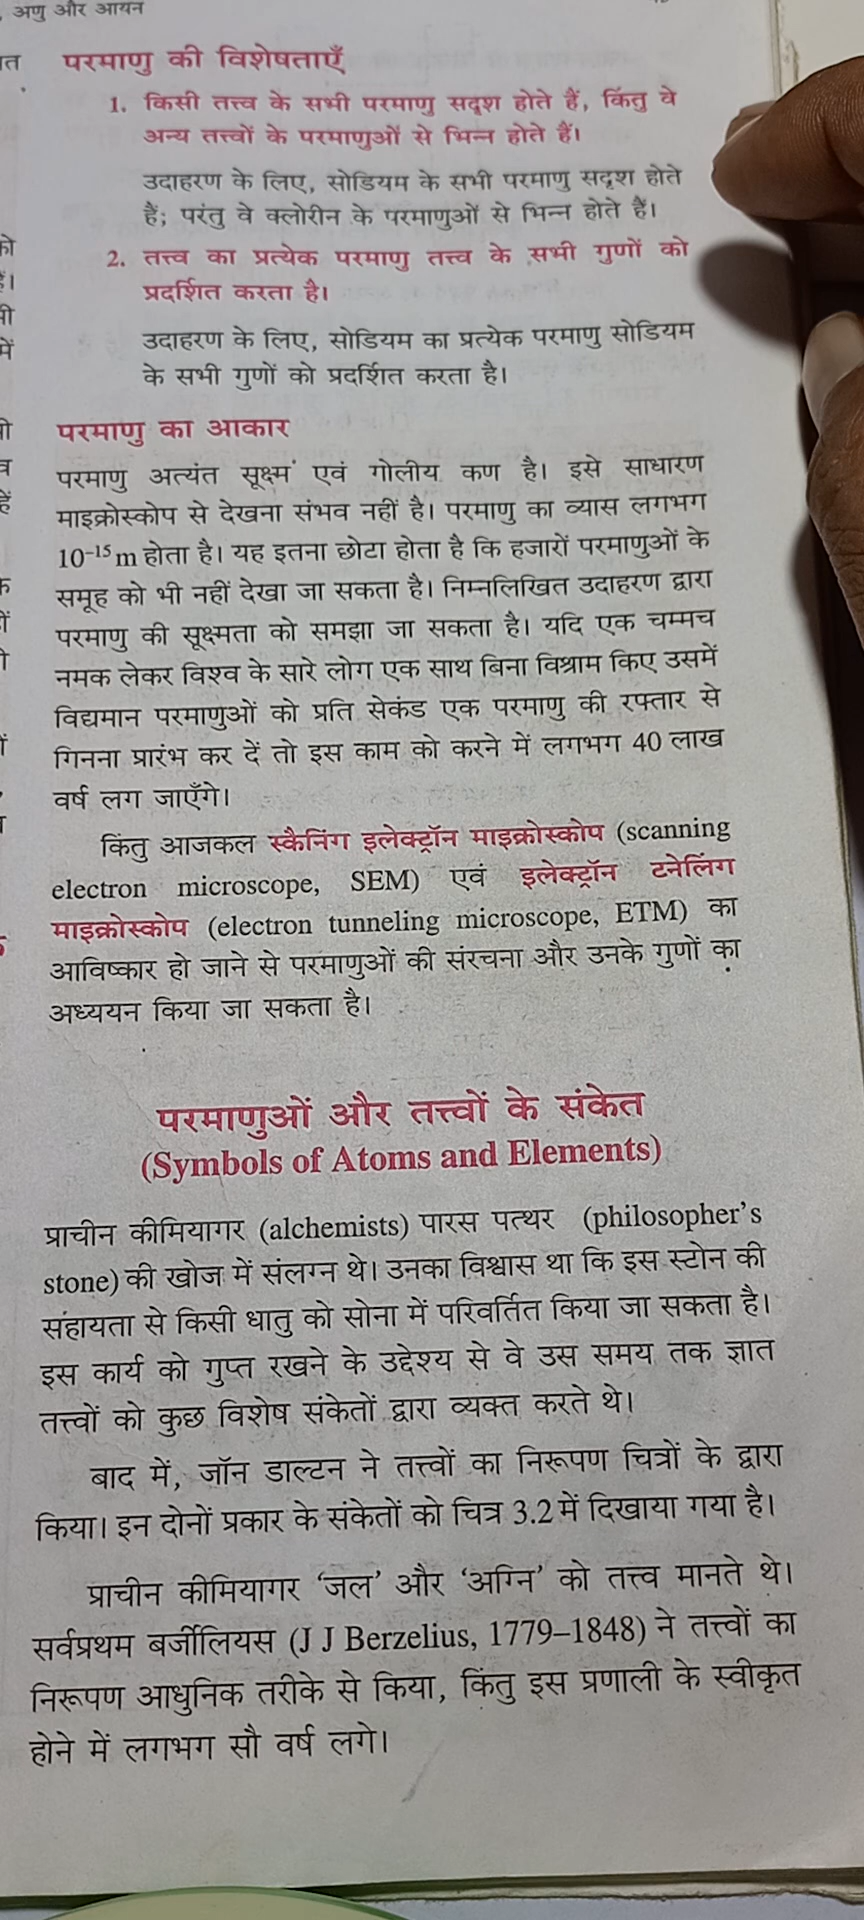 अणु और आयन
परमाणु की विशेषताएँ
1. किसी तत्त्व के सभी परमाणु सदृश होते हैं, किंतु वे
अन्य तत्त्वों के परमाणुओं से भिन्न होते हैं।
उदाहरण के लिए, सोडियम के सभी परमाणु सदृश होते
हैं; परंतु वे क्लोरीन के परमाणुओं से भिन्न होते हैं।
2. तत्त्व का प्रत्येक परमाणु तत्त्व के सभी गुणों को
प्रदर्शित करता है।
उदाहरण के लिए, सोडियम का प्रत्येक परमाणु सोडियम
के सभी गुणों को प्रदर्शित करता है।
परमाणु का आकार
परमाणु अत्यंत सूक्ष्म एवं गोलीय कण है। इसे साधारण
माइक्रोस्कोप से देखना संभव नहीं है। परमाणु का व्यास लगभग
10⁻¹⁵ m होता है। यह इतना छोटा होता है कि हजारों परमाणुओं के
समूह को भी नहीं देखा जा सकता है। निम्नलिखित उदाहरण द्वारा
परमाणु की सूक्ष्मता को समझा जा सकता है। यदि एक चम्मच
नमक लेकर विश्व के सारे लोग एक साथ बिना विश्राम किए उसमें
विद्यमान परमाणुओं को प्रति सेकंड एक परमाणु की रफ्तार से
गिनना प्रारंभ कर दें तो इस काम को करने में लगभग 40 लाख
वर्ष लग जाएँगे।
किंतु आजकल स्कैनिंग इलेक्ट्रॉन माइक्रोस्कोप (scanning
electron microscope, SEM) एवं इलेक्ट्रॉन टनेलिंग
माइक्रोस्कोप (electron tunneling microscope, ETM) का
आविष्कार हो जाने से परमाणुओं की संरचना और उनके गुणों का
अध्ययन किया जा सकता है।
परमाणुओं और तत्त्वों के संकेत
(Symbols of Atoms and Elements)
प्राचीन कीमियागर (alchemists) पारस पत्थर (philosopher's
stone) की खोज में संलग्न थे। उनका विश्वास था कि इस स्टोन की
सहायता से किसी धातु को सोना में परिवर्तित किया जा सकता है।
इस कार्य को गुप्त रखने के उद्देश्य से वे उस समय तक ज्ञात
तत्त्वों को कुछ विशेष संकेतों द्वारा व्यक्त करते थे।
बाद में, जॉन डाल्टन ने तत्त्वों का निरूपण चित्रों के द्वारा
किया। इन दोनों प्रकार के संकेतों को चित्र 3.2 में दिखाया गया है।
प्राचीन कीमियागर 'जल' और 'अग्नि' को तत्त्व मानते थे।
सर्वप्रथम बर्जीलियस (J J Berzelius, 1779–1848) ने तत्त्वों का
निरूपण आधुनिक तरीके से किया, किंतु इस प्रणाली के स्वीकृत
होने में लगभग सौ वर्ष लगे।